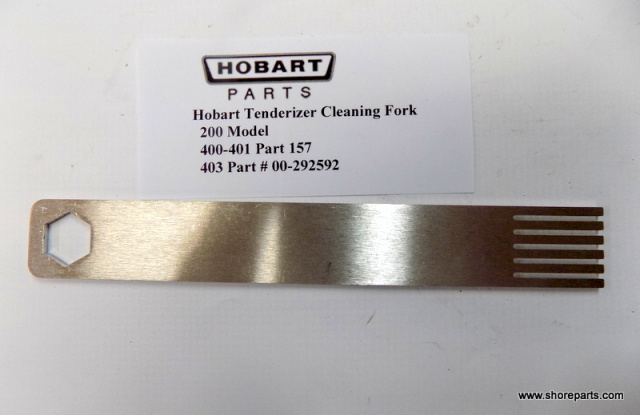 HOBART
PARTS
Hobart Tenderizer Cleaning Fork
200 Model
400-401 Part 157
403 Part # 00-292592
www.shoreparts.com